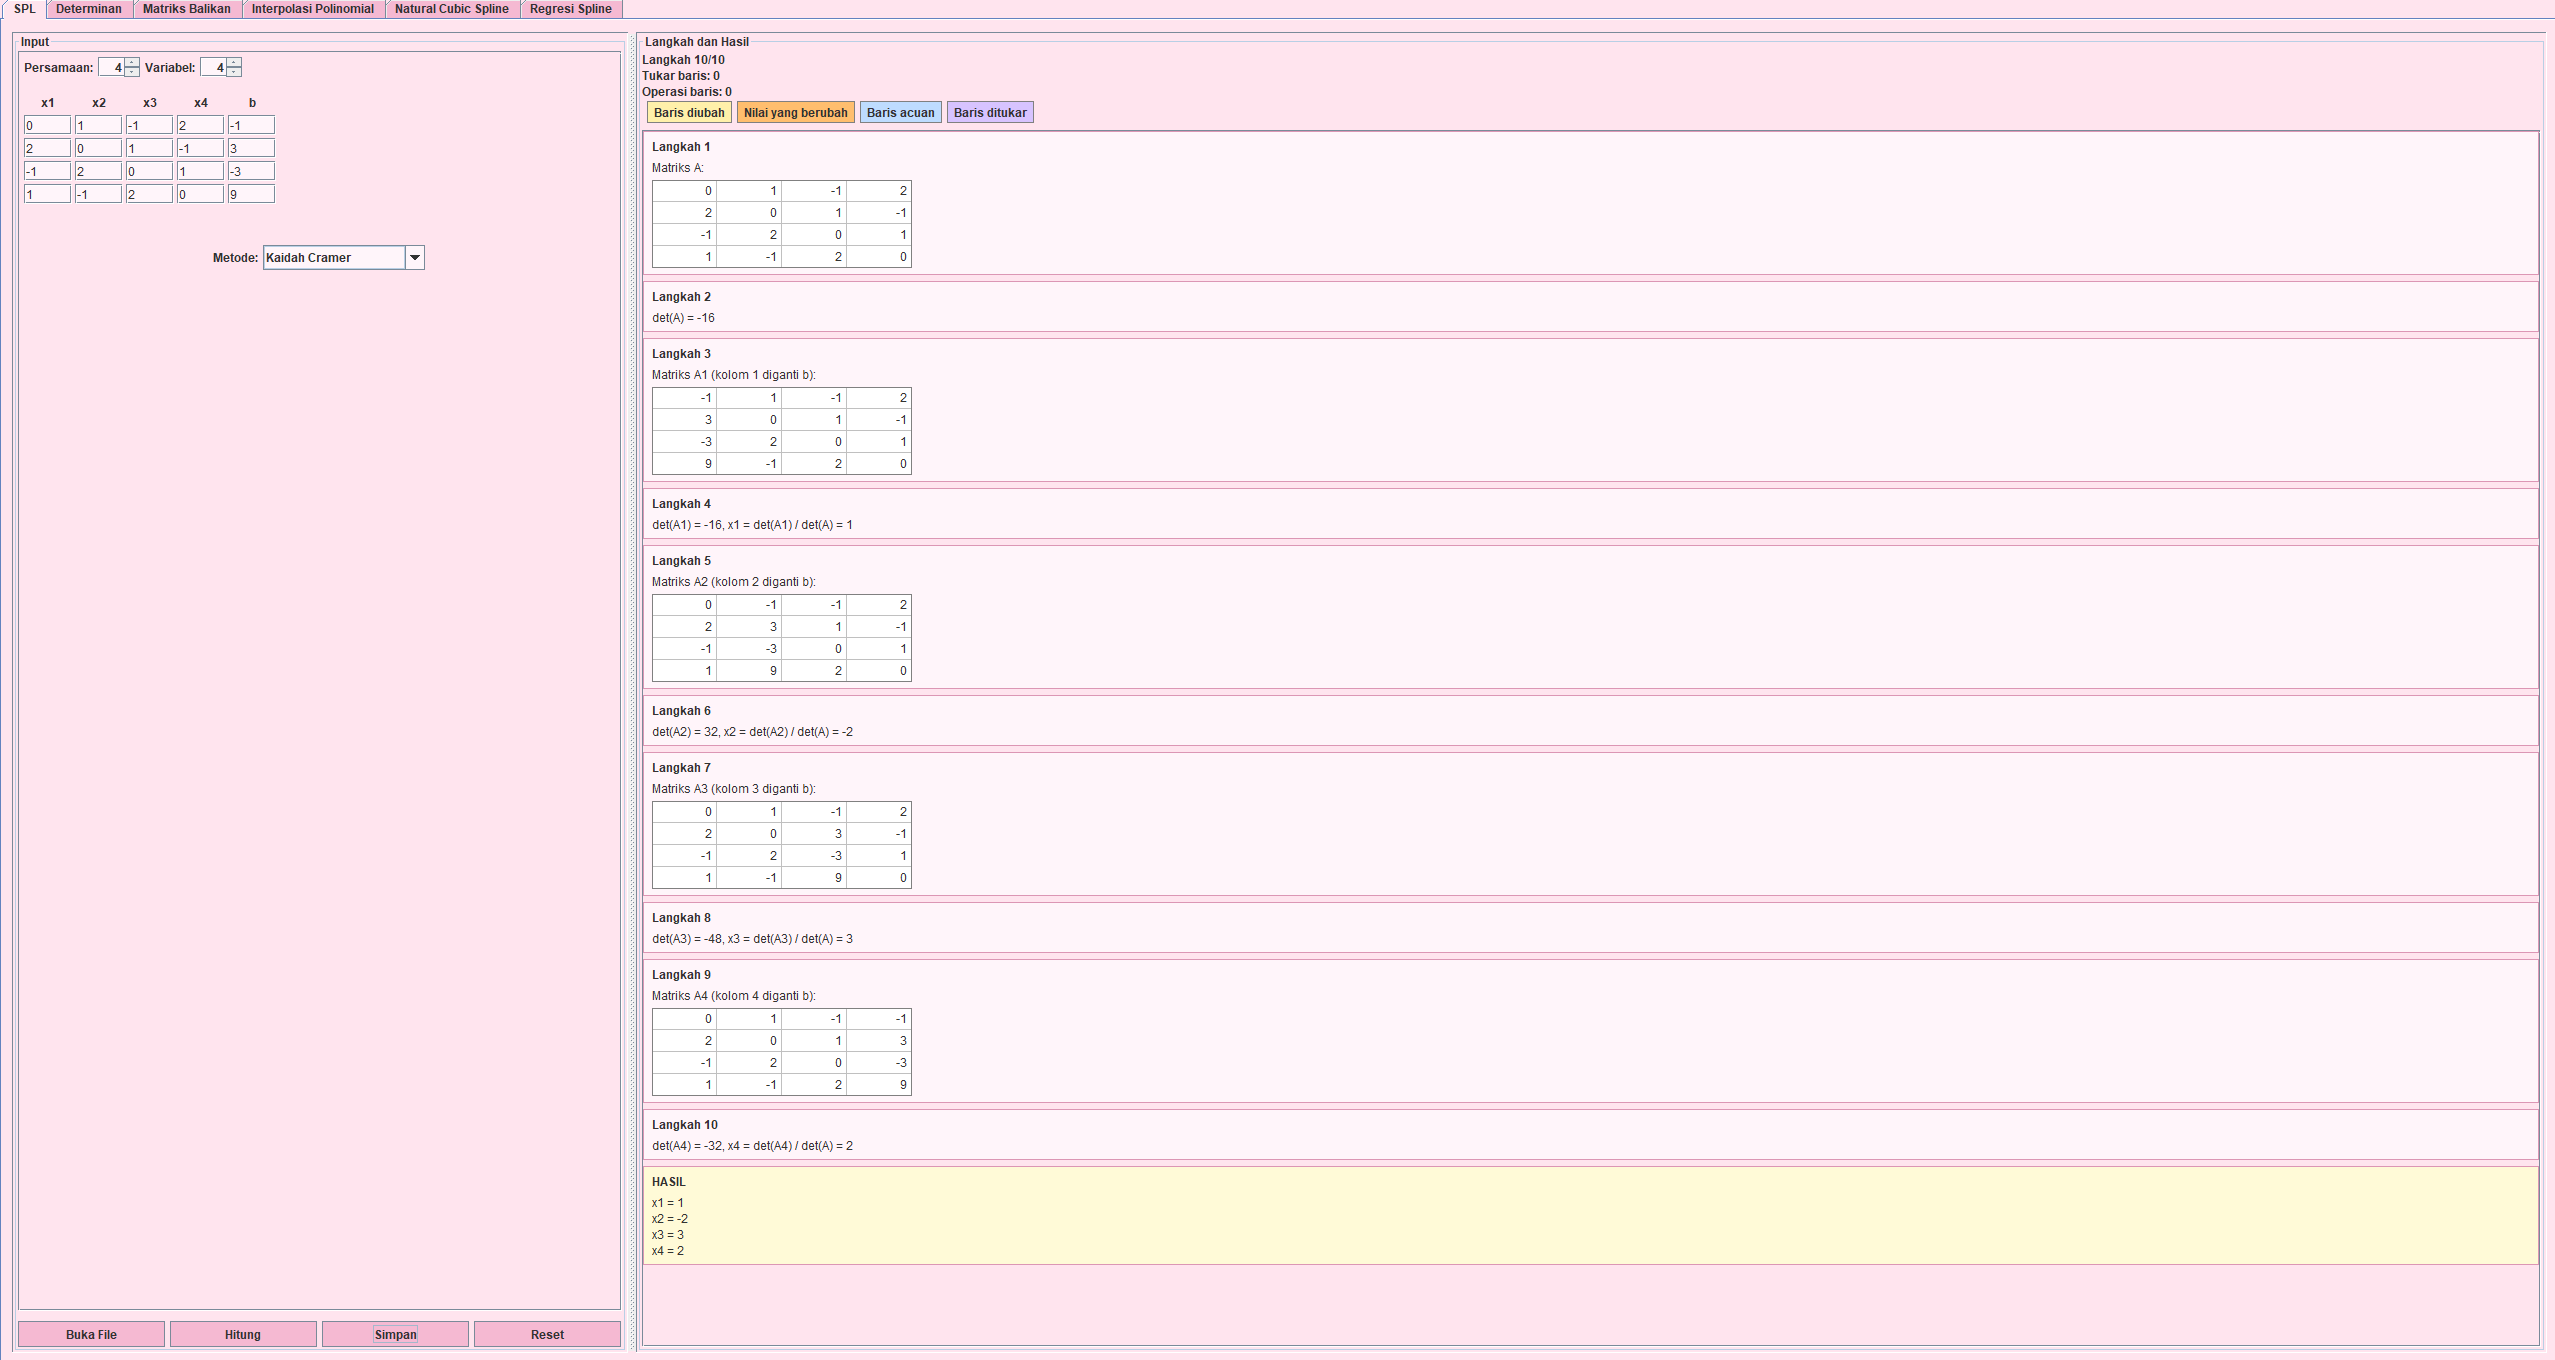 SPL Determinan Matriks Balikan Interpolasi Polinomial Natural Cubic Spline Regresi Spline
Input
Persamaan: 4 Variabel: 4
x1 x2 x3 x4 b
0 1 -1 2 -1
2 0 1 -1 3
-1 2 0 1 -3
1 -1 2 0 9
Metode: Kaidah Cramer
Buka File Hitung Simpan Reset
Langkah dan Hasil
Langkah 10/10
Tukar baris: 0
Operasi baris: 0
Baris diubah Nilai yang berubah Baris acuan Baris ditukar
Langkah 1
Matriks A:
0 1 -1 2
2 0 1 -1
-1 2 0 1
1 -1 2 0
Langkah 2
det(A) = -16
Langkah 3
Matriks A1 (kolom 1 diganti b):
-1 1 -1 2
3 0 1 -1
-3 2 0 1
9 -1 2 0
Langkah 4
det(A1) = -16, x1 = det(A1) / det(A) = 1
Langkah 5
Matriks A2 (kolom 2 diganti b):
0 -1 -1 2
2 3 1 -1
-1 -3 0 1
1 9 2 0
Langkah 6
det(A2) = 32, x2 = det(A2) / det(A) = -2
Langkah 7
Matriks A3 (kolom 3 diganti b):
0 1 -1 2
2 0 3 -1
-1 2 -3 1
1 -1 9 0
Langkah 8
det(A3) = -48, x3 = det(A3) / det(A) = 3
Langkah 9
Matriks A4 (kolom 4 diganti b):
0 1 -1 -1
2 0 1 3
-1 2 0 -3
1 -1 2 9
Langkah 10
det(A4) = -32, x4 = det(A4) / det(A) = 2
HASIL
x1 = 1
x2 = -2
x3 = 3
x4 = 2